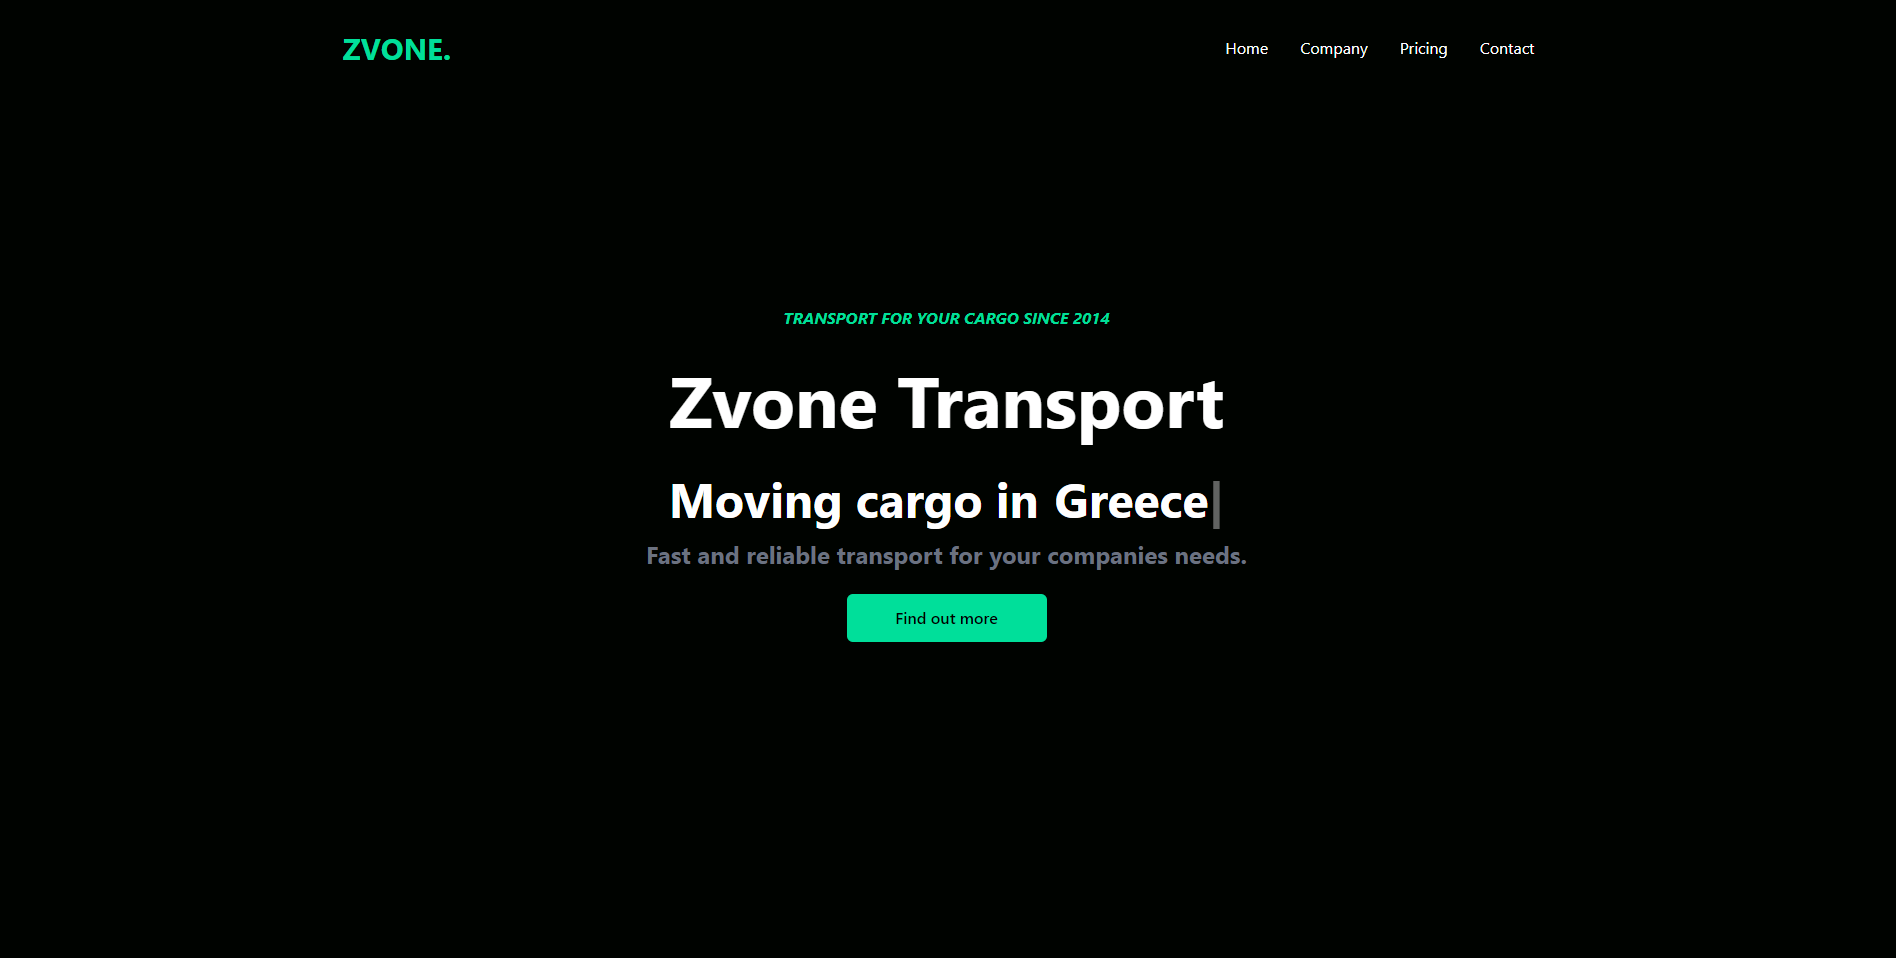 ZVONE.
Home Company Pricing Contact
TRANSPORT FOR YOUR CARGO SINCE 2014
Zvone Transport
Moving cargo in Greece|
Fast and reliable transport for your companies needs.
Find out more